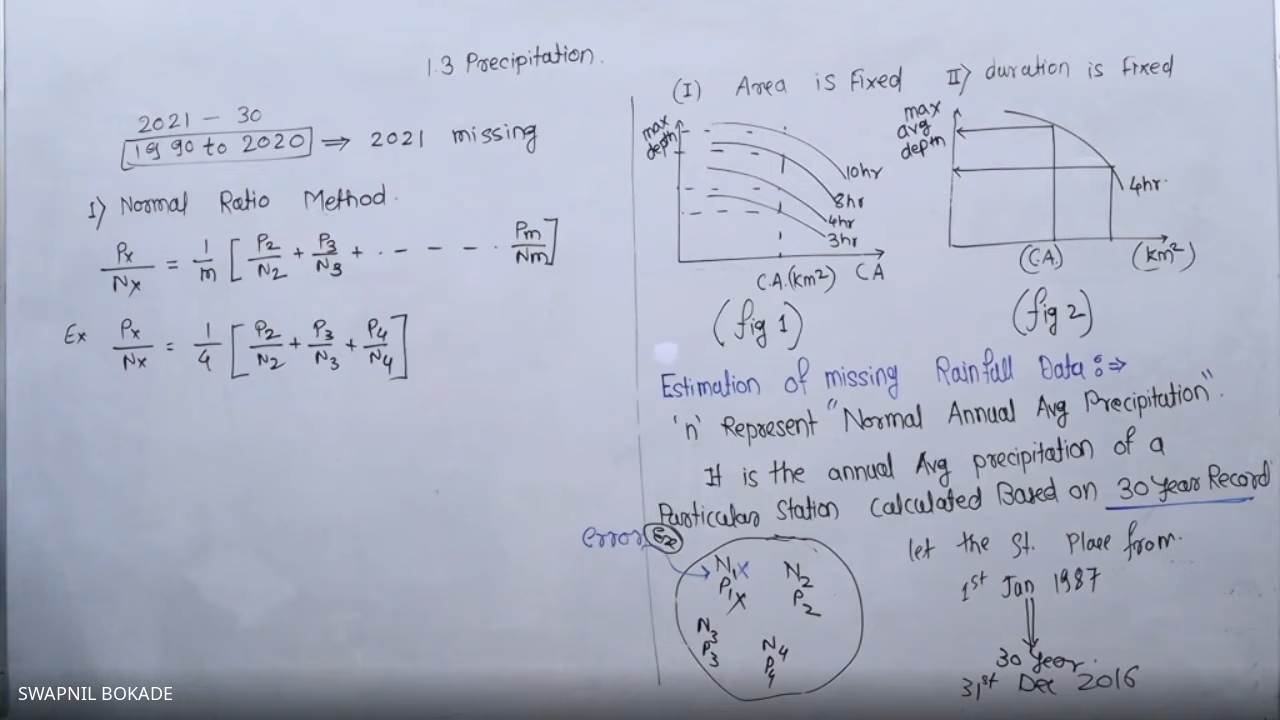 1.3 Precipitation.
2021 - 30
1990 to 2020 ⇒ 2021 missing
1) Normal Ratio Method.
Px/Nx = 1/m [ P2/N2 + P3/N3 + . - - - . Pm/Nm ]
Ex Px/Nx = 1/4 [ P2/N2 + P3/N3 + P4/N4 ]
(I) Area is Fixed
max depth
10hr
8hr
4hr
3hr
C.A.(km²) CA
(fig 1)
II) duration is fixed
max avg depth
4hr.
(C.A.) (km²)
(fig 2)
Estimation of missing Rainfall Data :⇒
'n' Represent "Normal Annual Avg Precipitation".
It is the annual Avg precipitation of a
Particular Station Calculated Based on 30 year Record
error
N1X N2
P1X P2
N3 N4
P3 P4
let the St. Place from.
1st Jan 1987
30 Year.
31st Dec 2016
SWAPNIL BOKADE